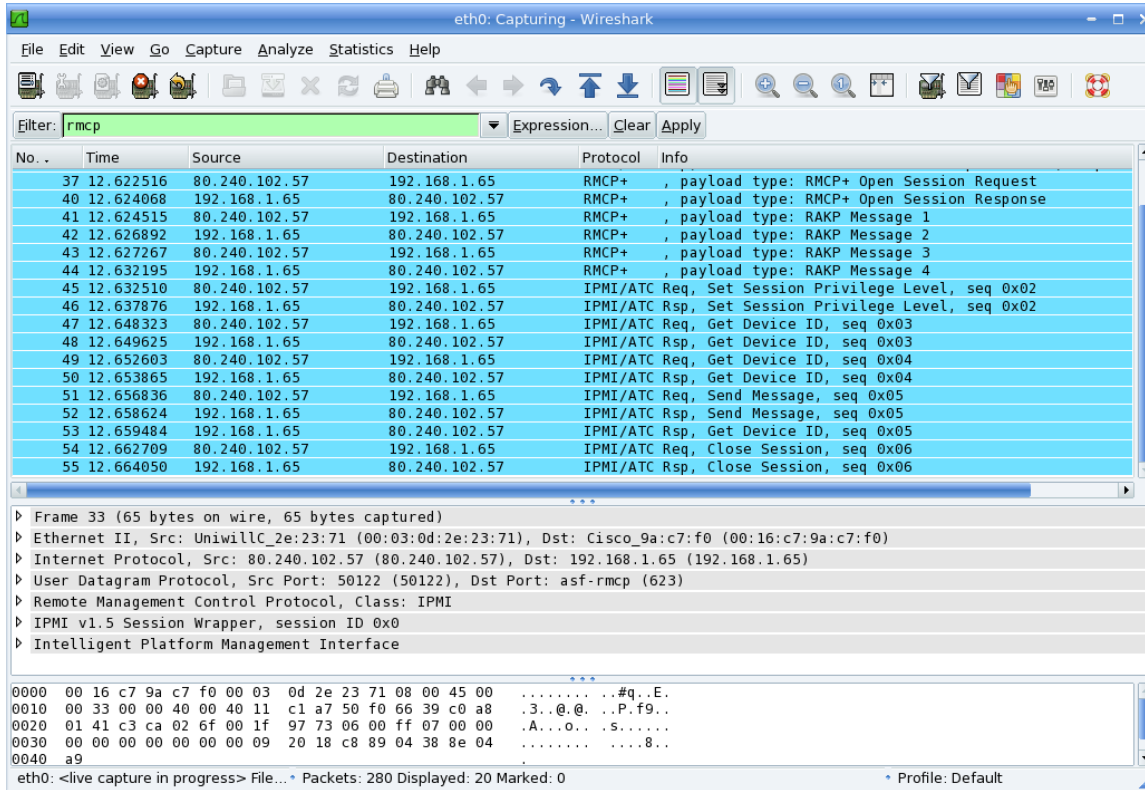 eth0: Capturing - Wireshark
File Edit View Go Capture Analyze Statistics Help
Filter: rmcp Expression... Clear Apply
No. . Time Source Destination Protocol Info
37 12.622516 80.240.102.57 192.168.1.65 RMCP+ , payload type: RMCP+ Open Session Request
40 12.624068 192.168.1.65 80.240.102.57 RMCP+ , payload type: RMCP+ Open Session Response
41 12.624515 80.240.102.57 192.168.1.65 RMCP+ , payload type: RAKP Message 1
42 12.626892 192.168.1.65 80.240.102.57 RMCP+ , payload type: RAKP Message 2
43 12.627267 80.240.102.57 192.168.1.65 RMCP+ , payload type: RAKP Message 3
44 12.632195 192.168.1.65 80.240.102.57 RMCP+ , payload type: RAKP Message 4
45 12.632510 80.240.102.57 192.168.1.65 IPMI/ATC Req, Set Session Privilege Level, seq 0x02
46 12.637876 192.168.1.65 80.240.102.57 IPMI/ATC Rsp, Set Session Privilege Level, seq 0x02
47 12.648323 80.240.102.57 192.168.1.65 IPMI/ATC Req, Get Device ID, seq 0x03
48 12.649625 192.168.1.65 80.240.102.57 IPMI/ATC Rsp, Get Device ID, seq 0x03
49 12.652603 80.240.102.57 192.168.1.65 IPMI/ATC Req, Get Device ID, seq 0x04
50 12.653865 192.168.1.65 80.240.102.57 IPMI/ATC Rsp, Get Device ID, seq 0x04
51 12.656836 80.240.102.57 192.168.1.65 IPMI/ATC Req, Send Message, seq 0x05
52 12.658624 192.168.1.65 80.240.102.57 IPMI/ATC Rsp, Send Message, seq 0x05
53 12.659484 192.168.1.65 80.240.102.57 IPMI/ATC Rsp, Get Device ID, seq 0x05
54 12.662709 80.240.102.57 192.168.1.65 IPMI/ATC Req, Close Session, seq 0x06
55 12.664050 192.168.1.65 80.240.102.57 IPMI/ATC Rsp, Close Session, seq 0x06
Frame 33 (65 bytes on wire, 65 bytes captured)
Ethernet II, Src: UniwillC_2e:23:71 (00:03:0d:2e:23:71), Dst: Cisco_9a:c7:f0 (00:16:c7:9a:c7:f0)
Internet Protocol, Src: 80.240.102.57 (80.240.102.57), Dst: 192.168.1.65 (192.168.1.65)
User Datagram Protocol, Src Port: 50122 (50122), Dst Port: asf-rmcp (623)
Remote Management Control Protocol, Class: IPMI
IPMI v1.5 Session Wrapper, session ID 0x0
Intelligent Platform Management Interface
0000 00 16 c7 9a c7 f0 00 03 0d 2e 23 71 08 00 45 00 ........ ..#q..E.
0010 00 33 00 00 40 00 40 11 c1 a7 50 f0 66 39 c0 a8 .3..@.@. ..P.f9..
0020 01 41 c3 ca 02 6f 00 1f 97 73 06 00 ff 07 00 00 .A...o.. .s......
0030 00 00 00 00 00 00 00 09 20 18 c8 89 04 38 8e 04 ........ ....8..
0040 a9 .
eth0: <live capture in progress> File... Packets: 280 Displayed: 20 Marked: 0 Profile: Default